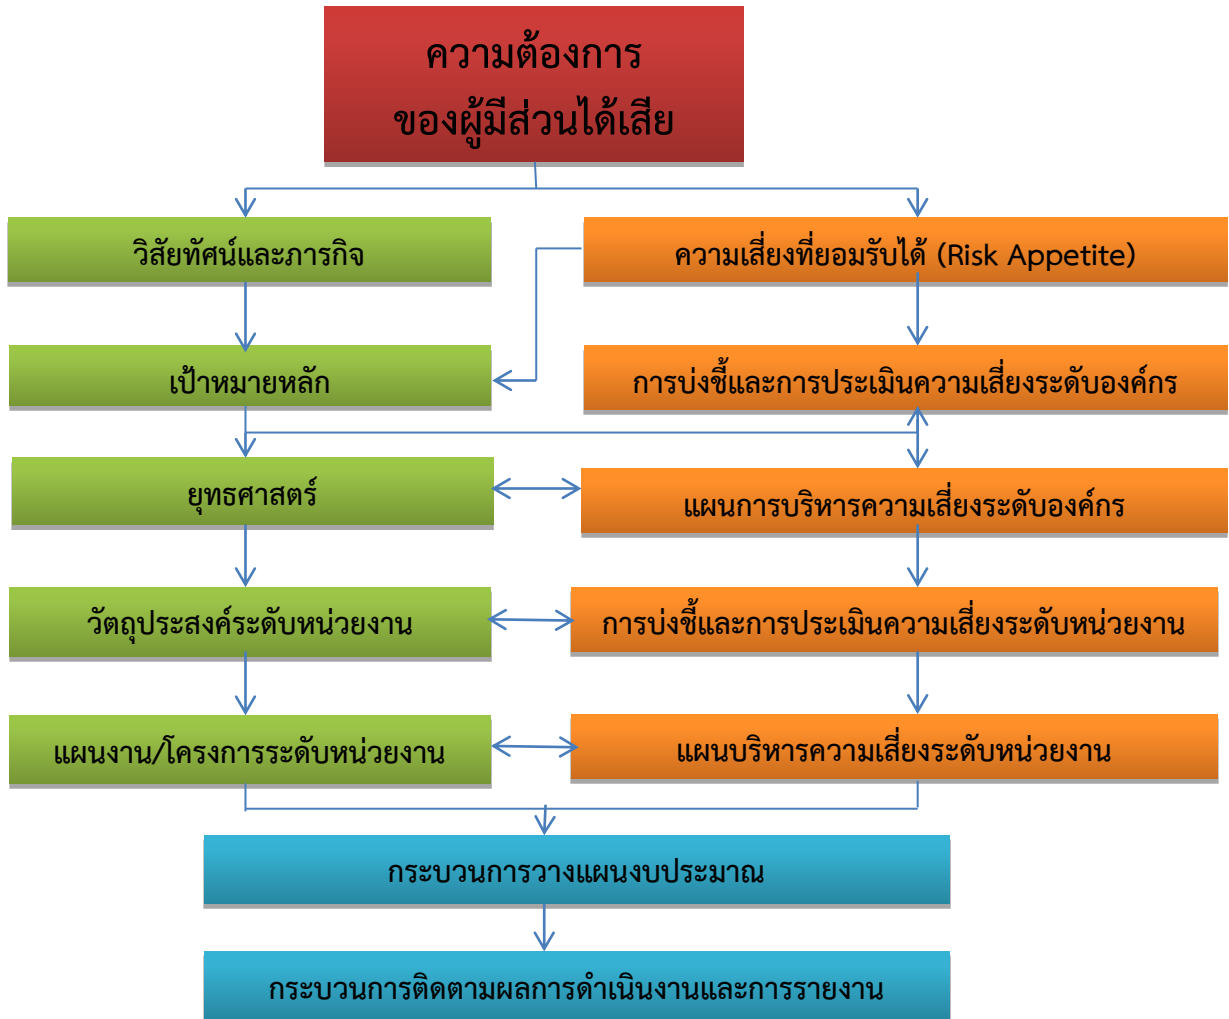 ความต้องการ
ของผู้มีส่วนได้เสีย
วิสัยทัศน์และภารกิจ
ความเสี่ยงที่ยอมรับได้ (Risk Appetite)
เป้าหมายหลัก
การบ่งชี้และการประเมินความเสี่ยงระดับองค์กร
ยุทธศาสตร์
แผนการบริหารความเสี่ยงระดับองค์กร
วัตถุประสงค์ระดับหน่วยงาน
การบ่งชี้และการประเมินความเสี่ยงระดับหน่วยงาน
แผนงาน/โครงการระดับหน่วยงาน
แผนบริหารความเสี่ยงระดับหน่วยงาน
กระบวนการวางแผนงบประมาณ
กระบวนการติดตามผลการดำเนินงานและการรายงาน